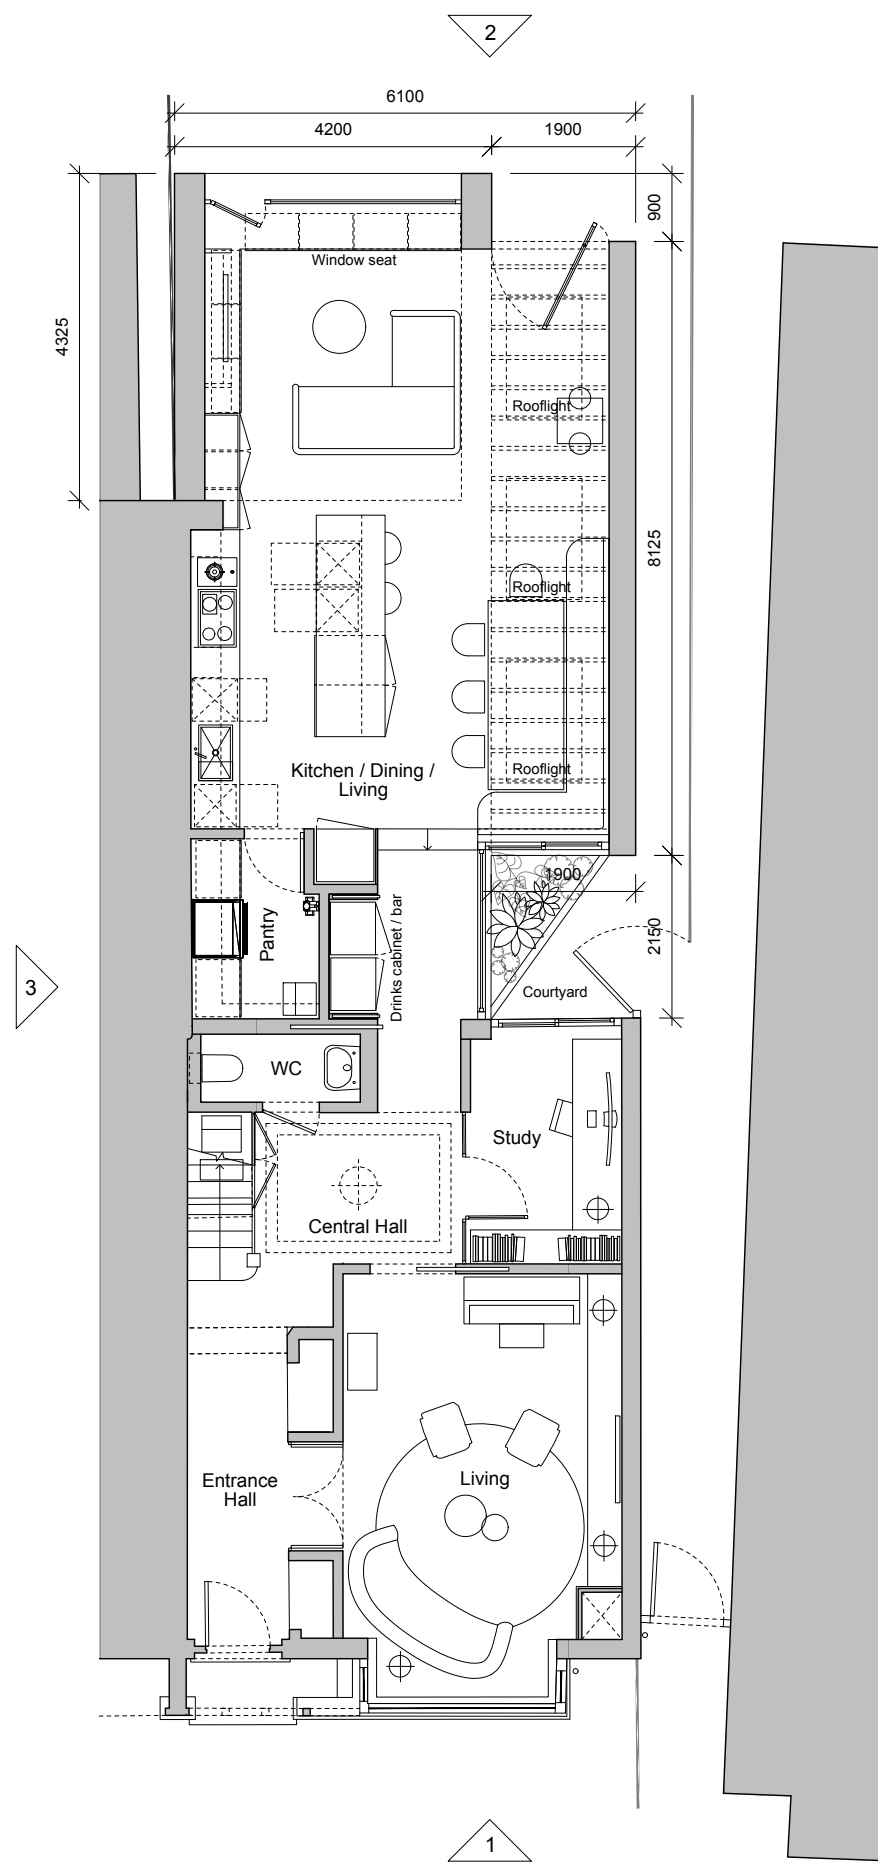 2
6100
4200
1900
900
4325
Window seat
Rooflight
8125
Rooflight
Kitchen / Dining /
Living
Rooflight
1900
Pantry
Drinks cabinet / bar
2150
3
Courtyard
WC
Study
Central Hall
Entrance
Hall
Living
1